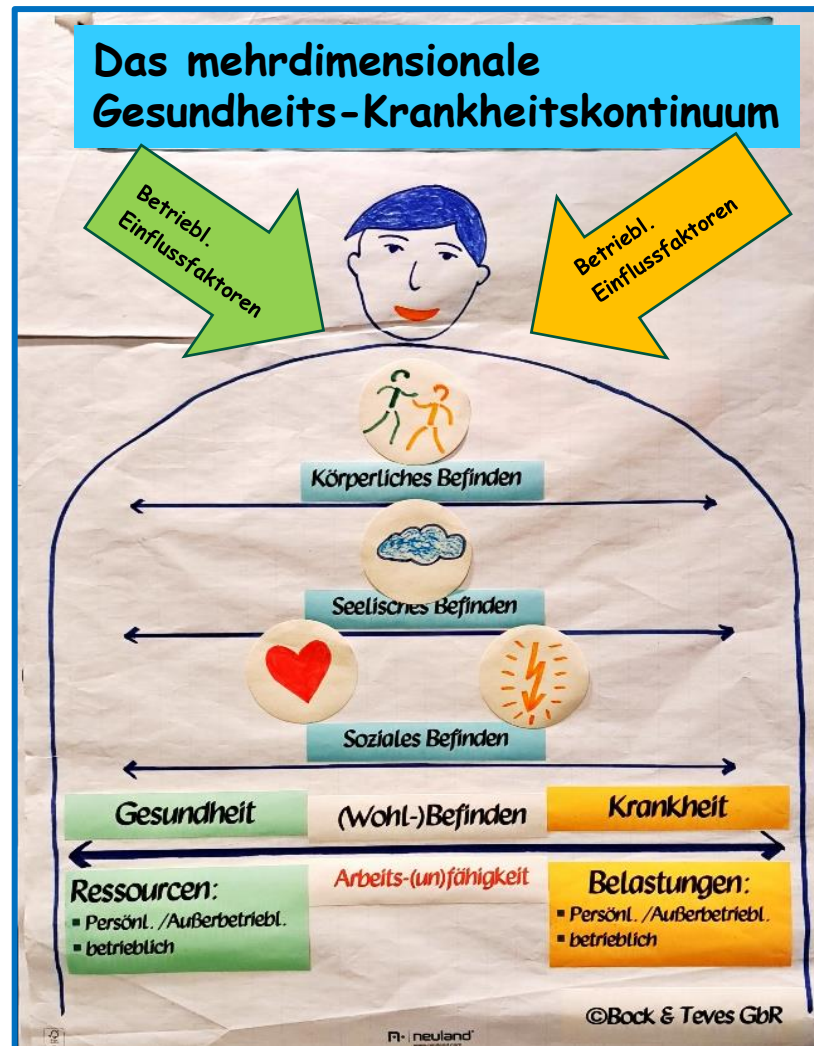 Das mehrdimensionale
Gesundheits-Krankheitskontinuum
Betriebl.
Einflussfaktoren
Betriebl.
Einflussfaktoren
Körperliches Befinden
Seelisches Befinden
Soziales Befinden
Gesundheit
(Wohl-)Befinden
Krankheit
Ressourcen:
▪ Persönl. /Außerbetriebl.
▪ betrieblich
Arbeits-(un)fähigkeit
Belastungen:
▪ Persönl. /Außerbetriebl.
▪ betrieblich
©Bock & Teves GbR
neuland